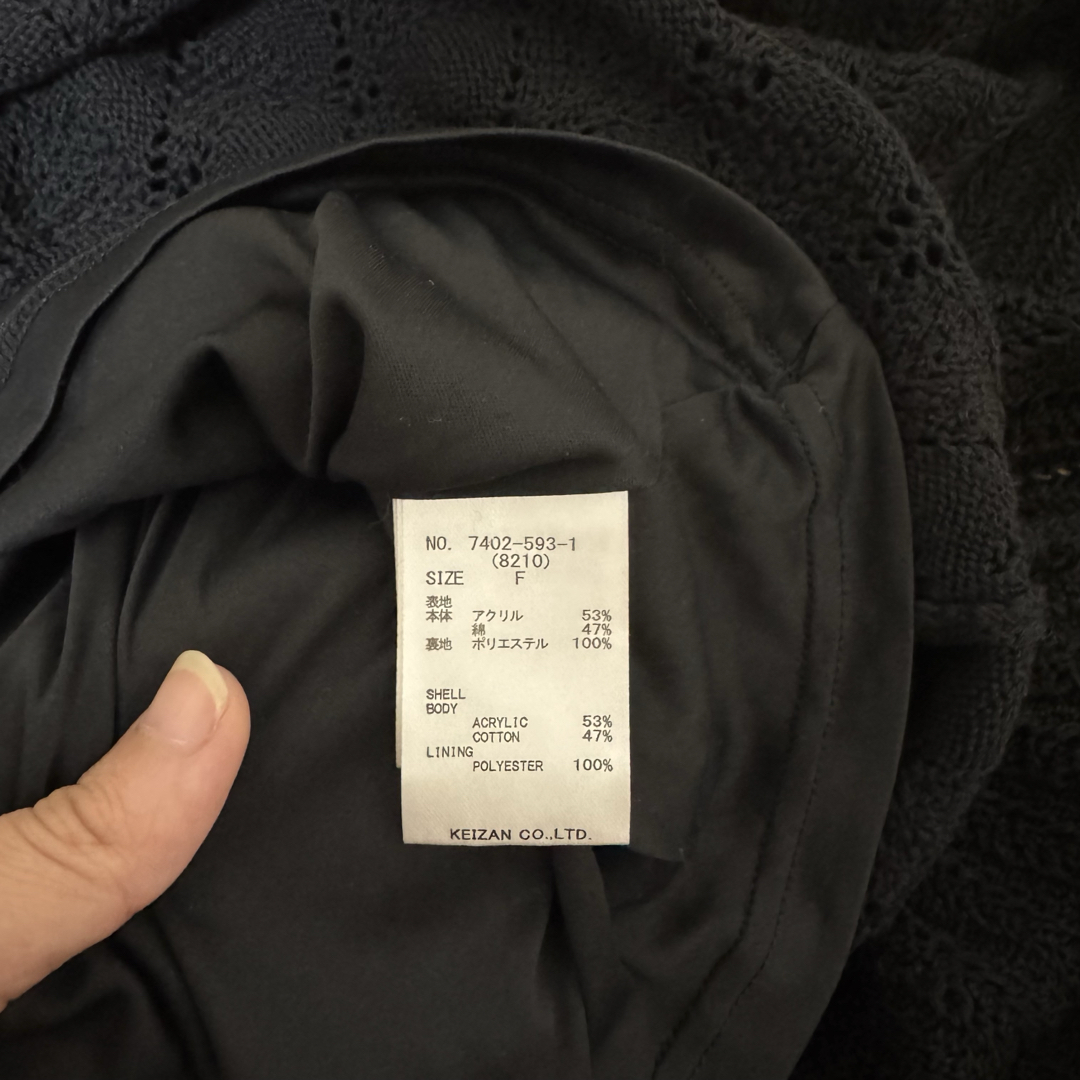 NO. 7402-593-1
(8210)
SIZE F
表地
本体 アクリル 53%
綿 47%
裏地 ポリエステル 100%
SHELL
BODY
ACRYLIC 53%
COTTON 47%
LINING
POLYESTER 100%
KEIZAN CO.,LTD.